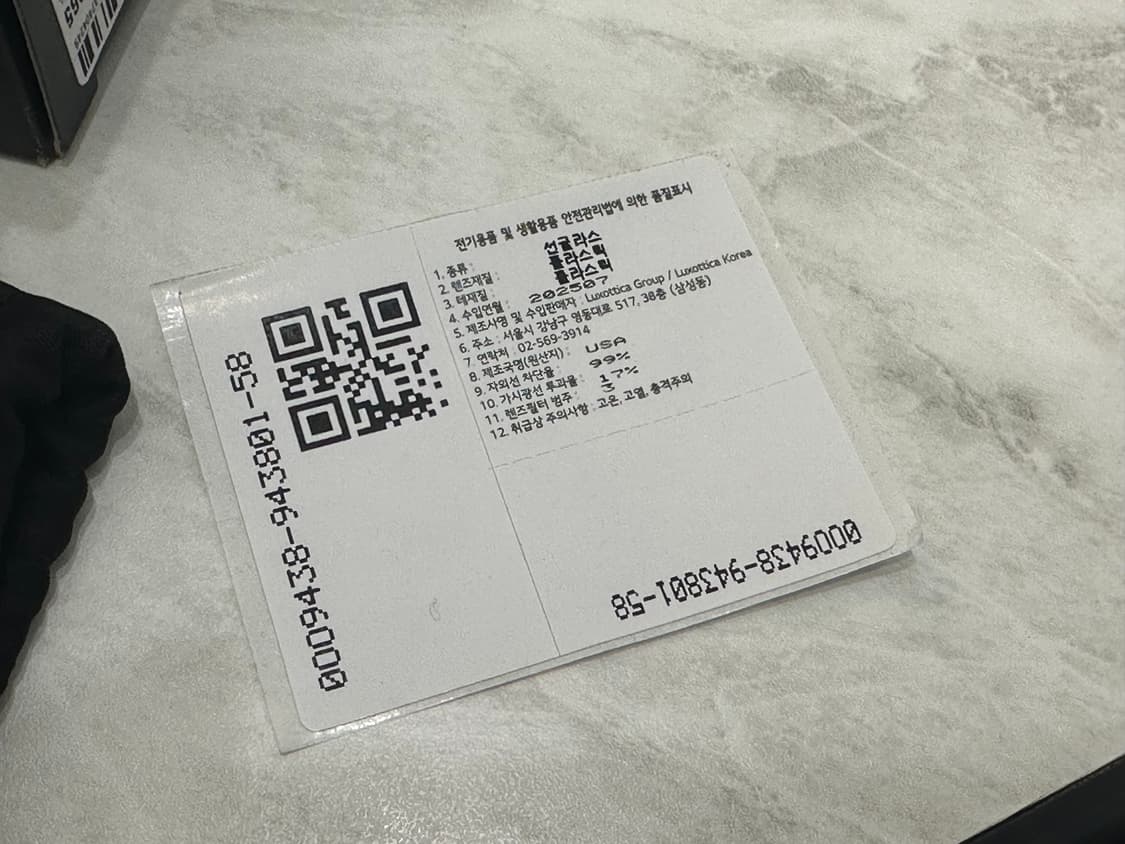 전기용품 및 생활용품 안전관리법에 의한 품질표시
1. 종류 : 선글라스
2. 렌즈재질 : 플라스틱
3. 테재질 : 플라스틱
4. 수입연월 : 202507
5. 제조사명 및 수입판매자 : Luxottica Group / Luxottica Korea
6. 주소 : 서울시 강남구 영동대로 517, 38층 (삼성동)
7. 연락처 : 02-569-3914
8. 제조국명(원산지) : USA
9. 자외선 차단율 : 99%
10. 가시광선 투과율 : 17%
11. 렌즈필터 범주 : 3
12. 취급상 주의사항 : 고온, 고열, 충격주의
0OO9438-943801-58
0OO9438-943801-58